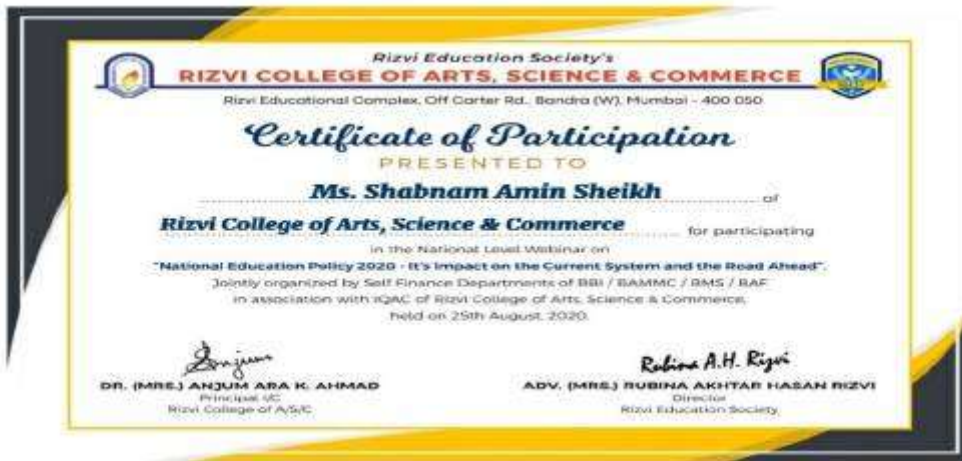 Rizvi Education Society's
RIZVI COLLEGE OF ARTS, SCIENCE & COMMERCE
Rizvi Educational Complex, Off Carter Rd., Bandra (W), Mumbai - 400 050
Certificate of Participation
PRESENTED TO
Ms. Shabnam Amin Sheikh of
Rizvi College of Arts, Science & Commerce for participating
in the National Level Webinar on
"National Education Policy 2020 - It's Impact on the Current System and the Road Ahead".
Jointly organized by Self Finance Departments of BBI / BAMMC / BMS / BAF
in association with IQAC of Rizvi College of Arts, Science & Commerce,
held on 25th August, 2020.
Anjum
Rubina A.H. Rizvi
DR. (MRS.) ANJUM ARA K. AHMAD
Principal I/C
Rizvi College of A/S/C
ADV. (MRS.) RUBINA AKHTAR HASAN RIZVI
Director
Rizvi Education Society